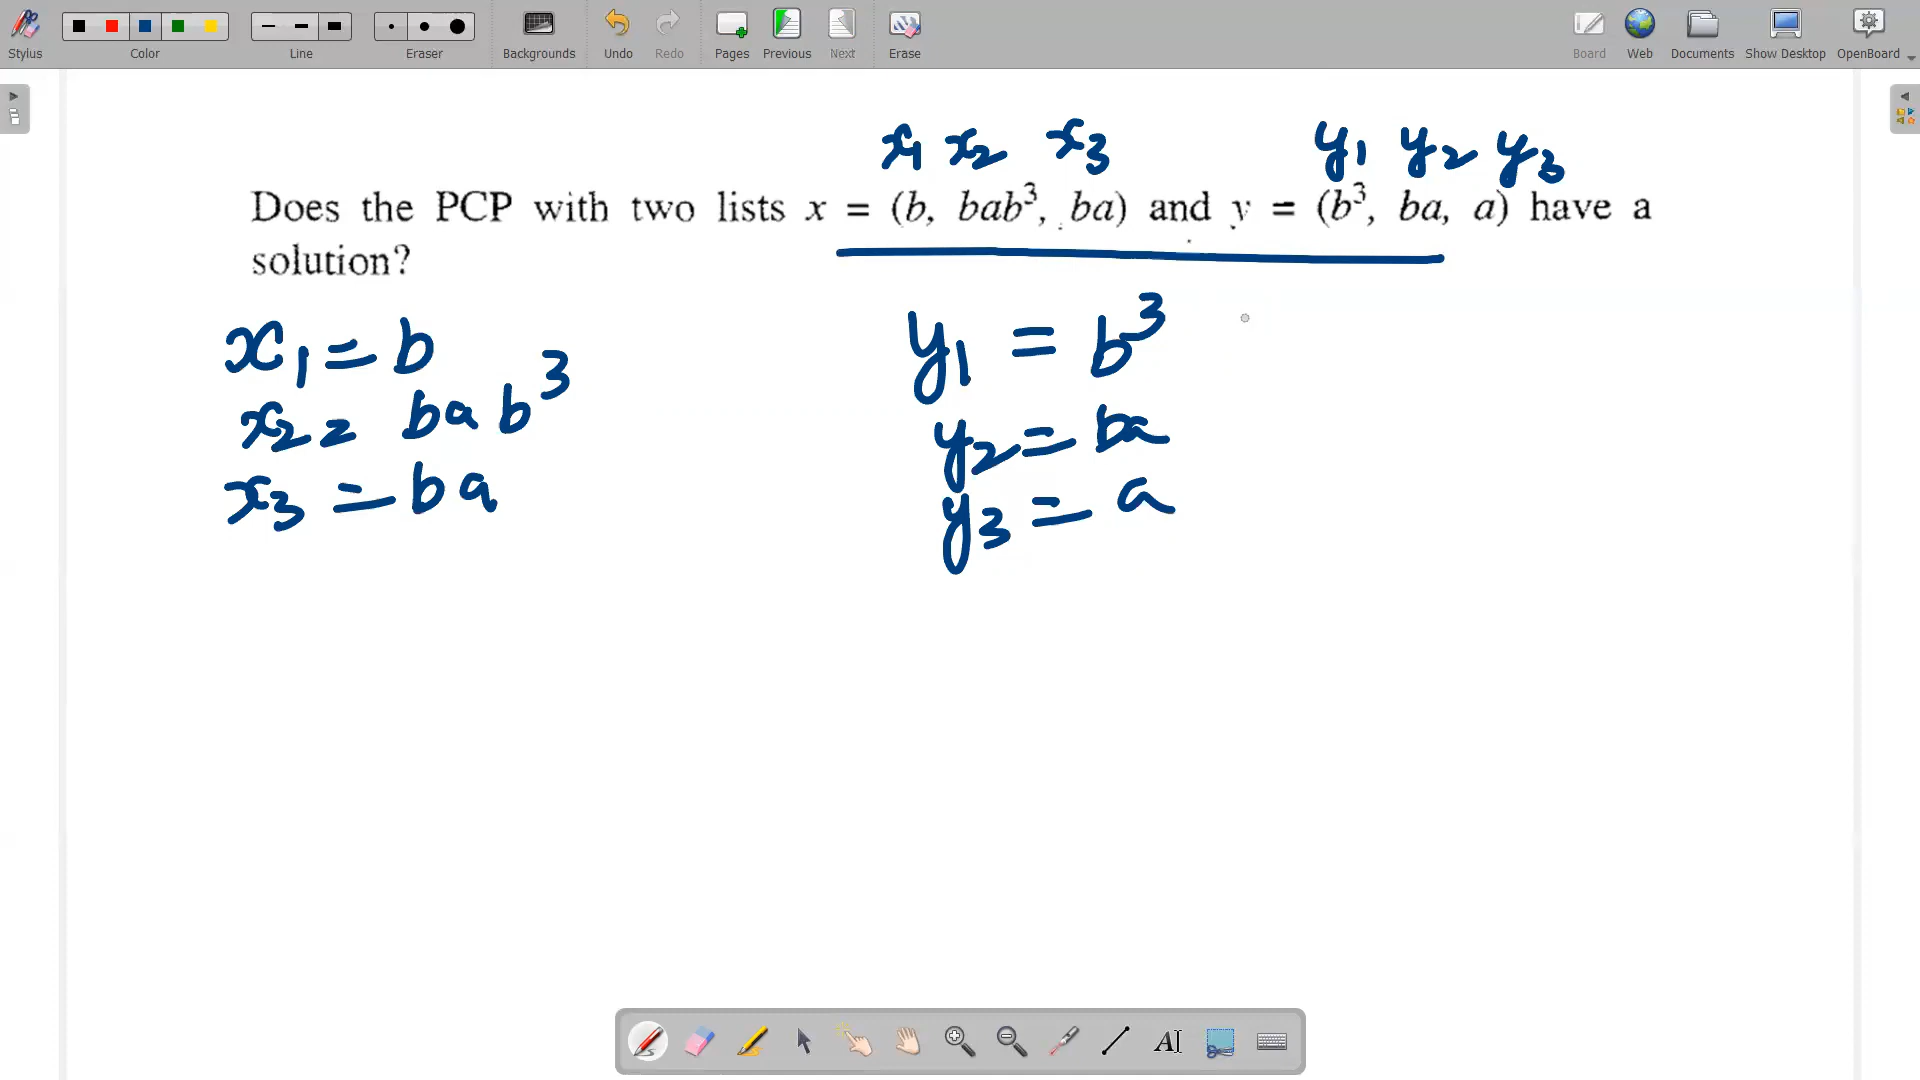 Stylus Color Line Eraser Backgrounds Undo Redo Pages Previous Next Erase Board Web Documents Show Desktop OpenBoard
x1 x2 x3 y1 y2 y3
Does the PCP with two lists x = (b, bab³, ba) and y = (b³, ba, a) have a
solution?
x1 = b y1 = b³
x2 = bab³ y2 = ba
x3 = ba y3 = a